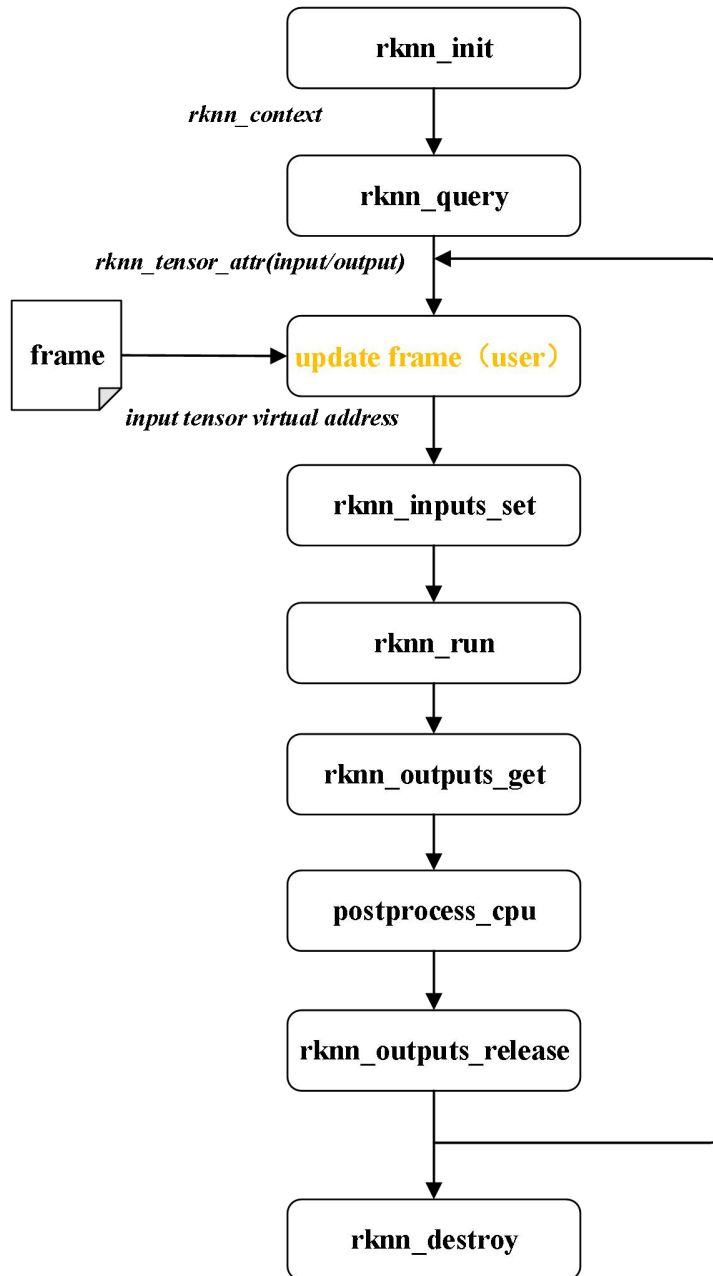 rknn_init
rknn_context
rknn_query
rknn_tensor_attr(input/output)
frame
update frame（user）
input tensor virtual address
rknn_inputs_set
rknn_run
rknn_outputs_get
postprocess_cpu
rknn_outputs_release
rknn_destroy